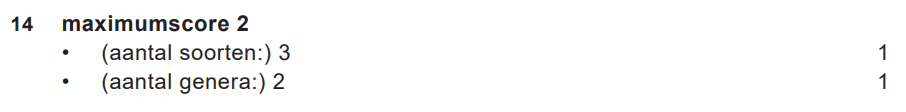 14 maximumscore 2
• (aantal soorten:) 3 1
• (aantal genera:) 2 1